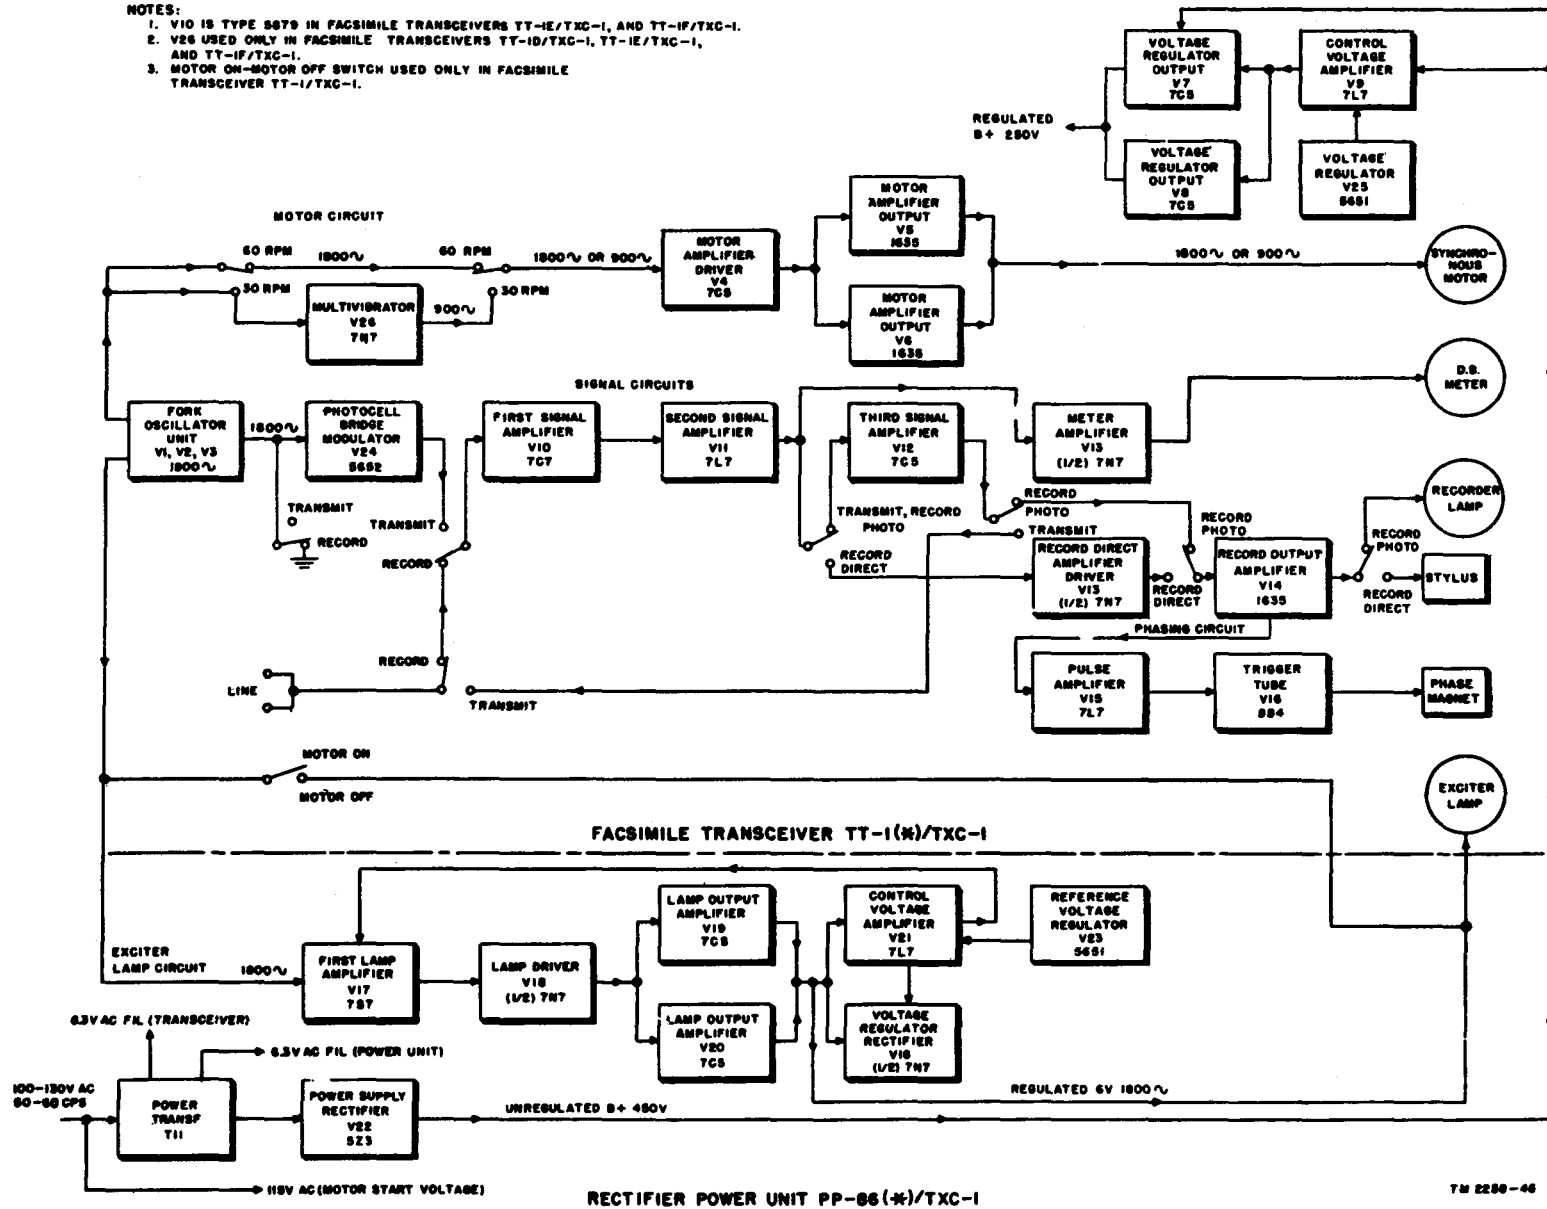 NOTES:
1. V10 IS TYPE 5879 IN FACSIMILE TRANSCEIVERS TT-1E/TXC-1, AND TT-1F/TXC-1.
2. V26 USED ONLY IN FACSIMILE TRANSCEIVERS TT-1D/TXC-1, TT-1E/TXC-1,
AND TT-1F/TXC-1.
3. MOTOR ON-MOTOR OFF SWITCH USED ONLY IN FACSIMILE
TRANSCEIVER TT-1/TXC-1.
VOLTAGE
REGULATOR
OUTPUT
V7
7C5
CONTROL
VOLTAGE
AMPLIFIER
V9
7L7
REGULATED
B+ 250V
VOLTAGE
REGULATOR
OUTPUT
V8
7C5
VOLTAGE
REGULATOR
V25
5651
MOTOR CIRCUIT
60 RPM
1800~
60 RPM
1800~ OR 900~
30 RPM
MULTIVIBRATOR
V26
7N7
900~
30 RPM
MOTOR
AMPLIFIER
DRIVER
V4
7C5
MOTOR
AMPLIFIER
OUTPUT
V5
1635
MOTOR
AMPLIFIER
OUTPUT
V6
1635
1800~ OR 900~
SYNCHRO-
NOUS
MOTOR
D.B.
METER
SIGNAL CIRCUITS
FORK
OSCILLATOR
UNIT
V1, V2, V3
1800~
1800~
PHOTOCELL
BRIDGE
MODULATOR
V24
5652
FIRST SIGNAL
AMPLIFIER
V10
7C7
SECOND SIGNAL
AMPLIFIER
V11
7L7
THIRD SIGNAL
AMPLIFIER
V12
7C5
METER
AMPLIFIER
V13
(1/2) 7N7
TRANSMIT
RECORD
TRANSMIT
RECORD
TRANSMIT, RECORD
PHOTO
RECORD
DIRECT
RECORD
PHOTO
TRANSMIT
RECORD DIRECT
AMPLIFIER
DRIVER
V13
(1/2) 7N7
RECORD
PHOTO
RECORD
DIRECT
RECORD OUTPUT
AMPLIFIER
V14
1635
RECORDER
LAMP
RECORD
PHOTO
STYLUS
RECORD
DIRECT
PHASING CIRCUIT
PULSE
AMPLIFIER
V15
7L7
TRIGGER
TUBE
V16
884
PHASE
MAGNET
LINE
RECORD
TRANSMIT
MOTOR ON
MOTOR OFF
EXCITER
LAMP
FACSIMILE TRANSCEIVER TT-1(*)/TXC-1
EXCITER
LAMP CIRCUIT
1800~
FIRST LAMP
AMPLIFIER
V17
7B7
LAMP DRIVER
V18
(1/2) 7N7
LAMP OUTPUT
AMPLIFIER
V19
7C5
LAMP OUTPUT
AMPLIFIER
V20
7C5
CONTROL
VOLTAGE
AMPLIFIER
V21
7L7
REFERENCE
VOLTAGE
REGULATOR
V23
5651
VOLTAGE
REGULATOR
RECTIFIER
V18
(1/2) 7N7
REGULATED 6V 1800~
6.3V AC FIL (TRANSCEIVER)
6.3V AC FIL (POWER UNIT)
100-130V AC
50-60 CPS
POWER
TRANSF
T11
POWER SUPPLY
RECTIFIER
V22
5Z3
UNREGULATED B+ 450V
115V AC (MOTOR START VOLTAGE)
RECTIFIER POWER UNIT PP-86(*)/TXC-1